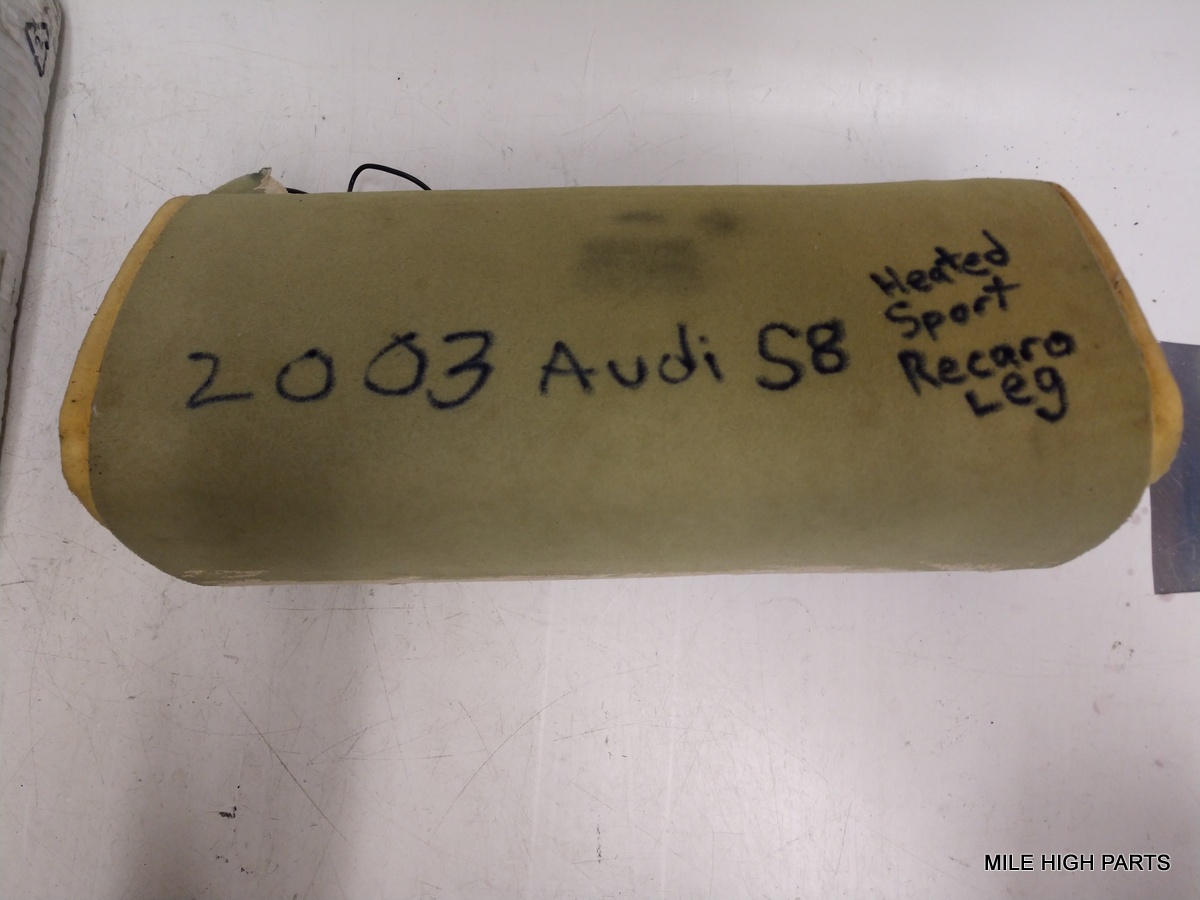 2003 Audi S8
Heated
Sport
Recaro
Leg
MILE HIGH PARTS